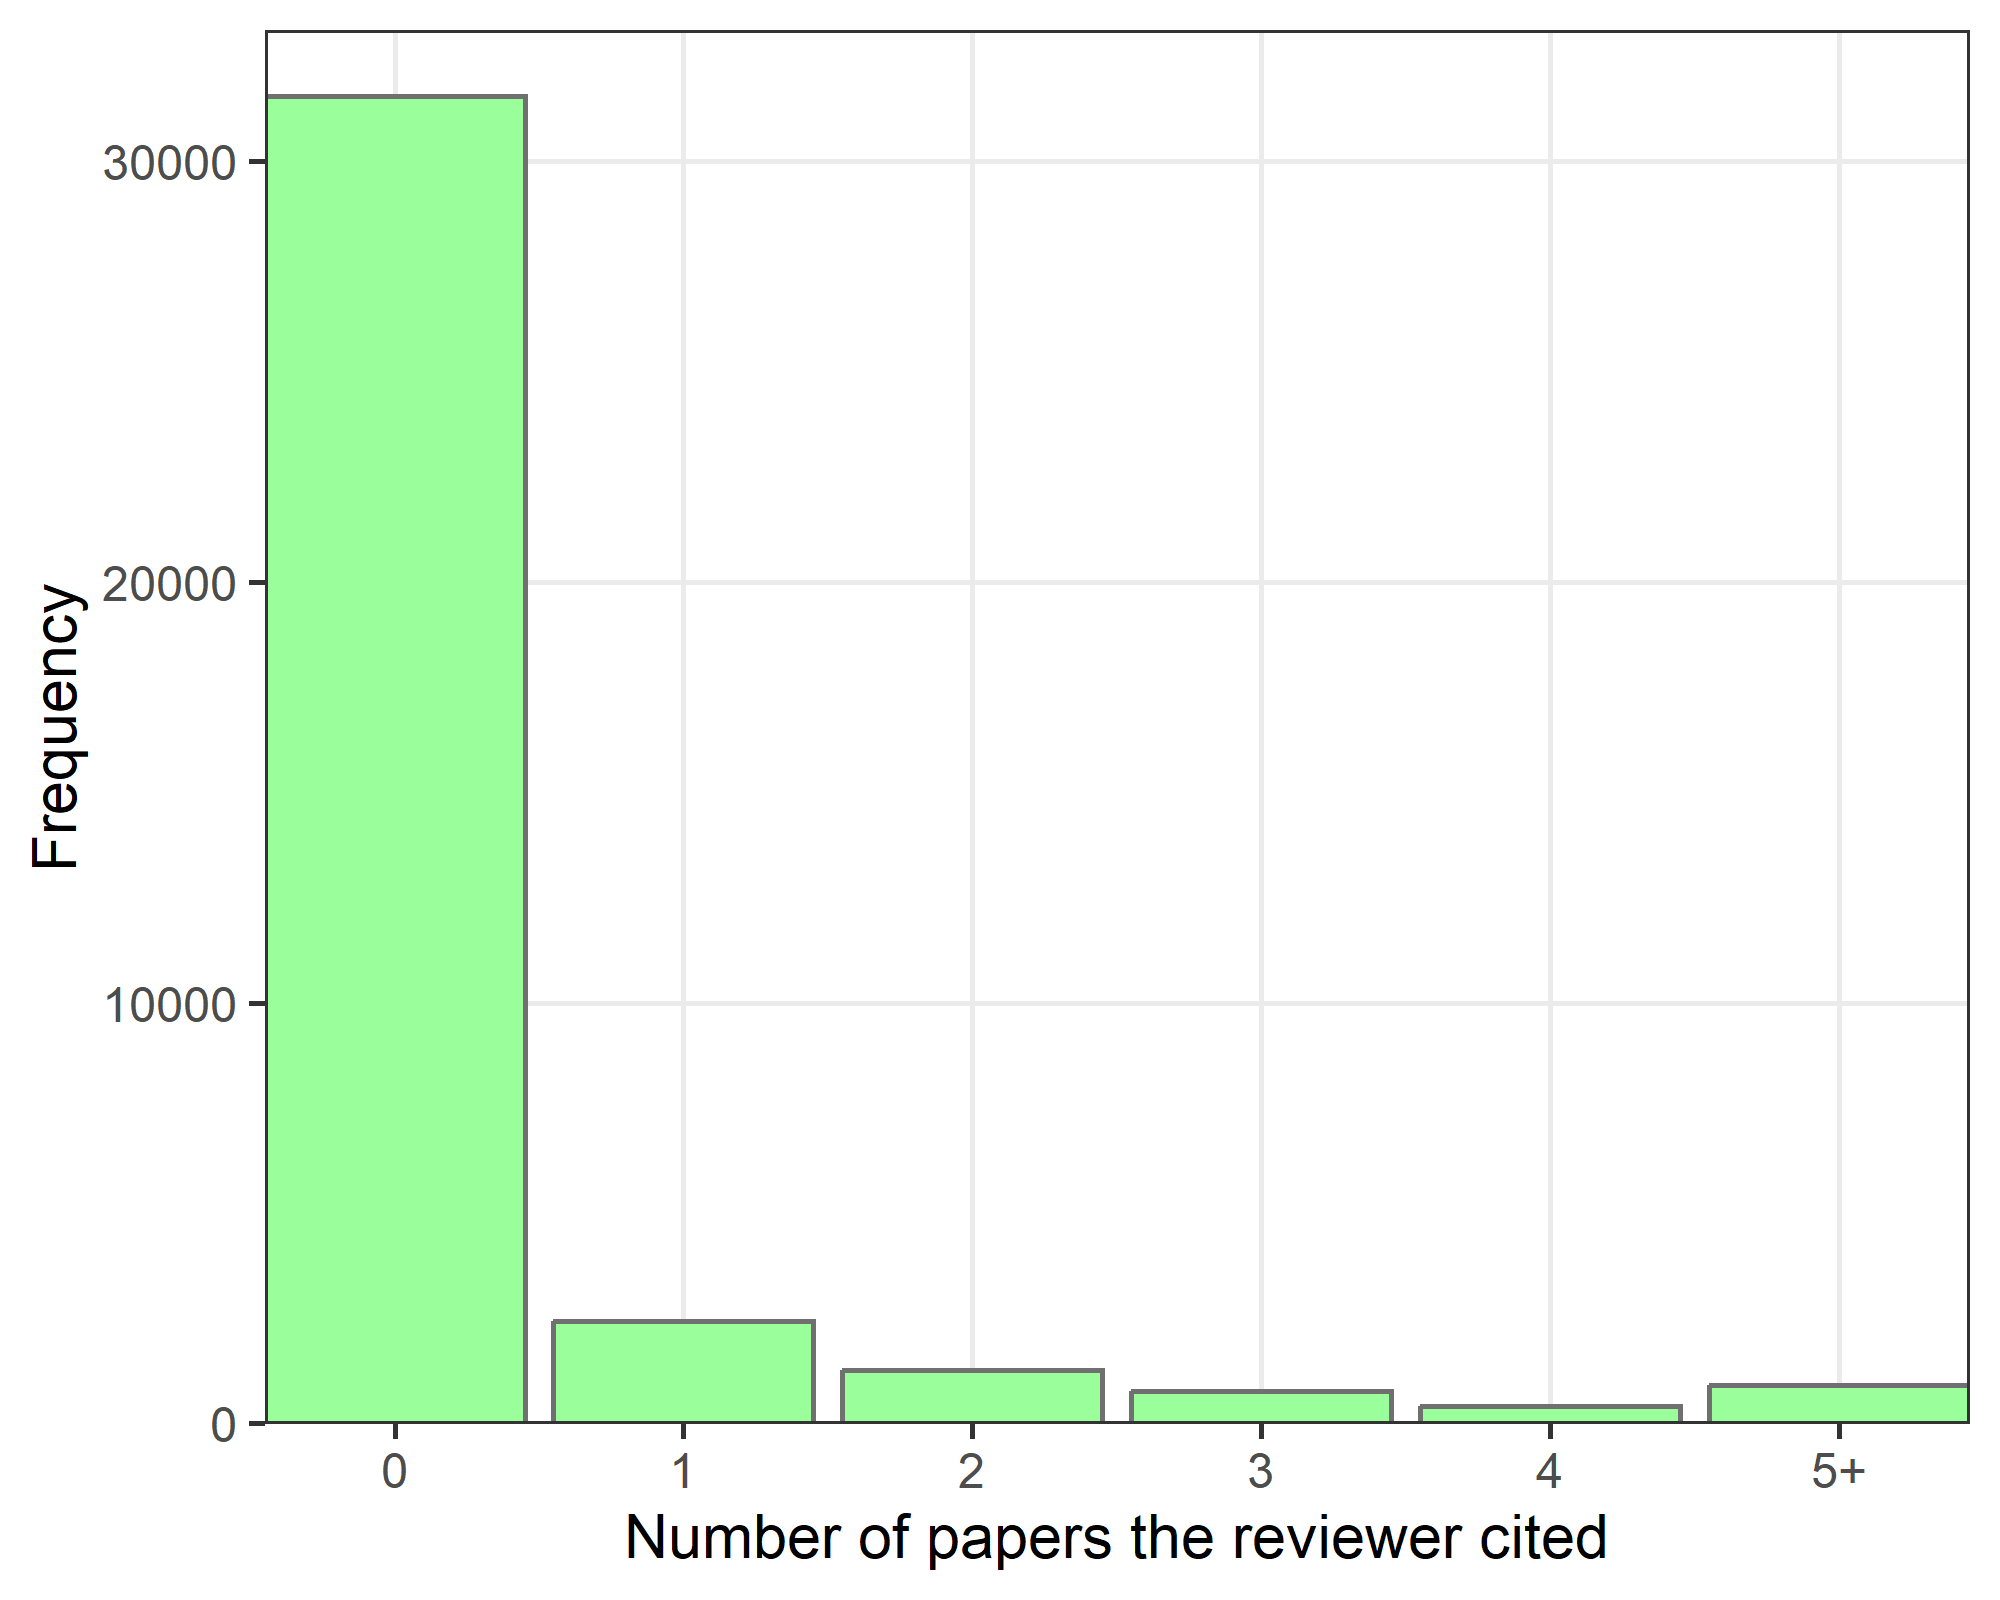 Frequency
30000
20000
10000
0
0 1 2 3 4 5+
Number of papers the reviewer cited